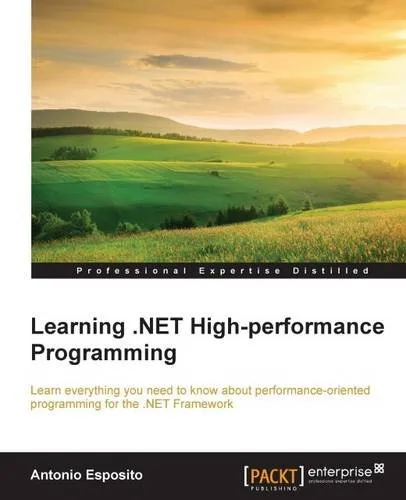 Professional Expertise Distilled
Learning .NET High-performance
Programming
Learn everything you need to know about performance-oriented
programming for the .NET Framework
Antonio Esposito
[PACKT] enterprise
PUBLISHING
professional expertise distilled